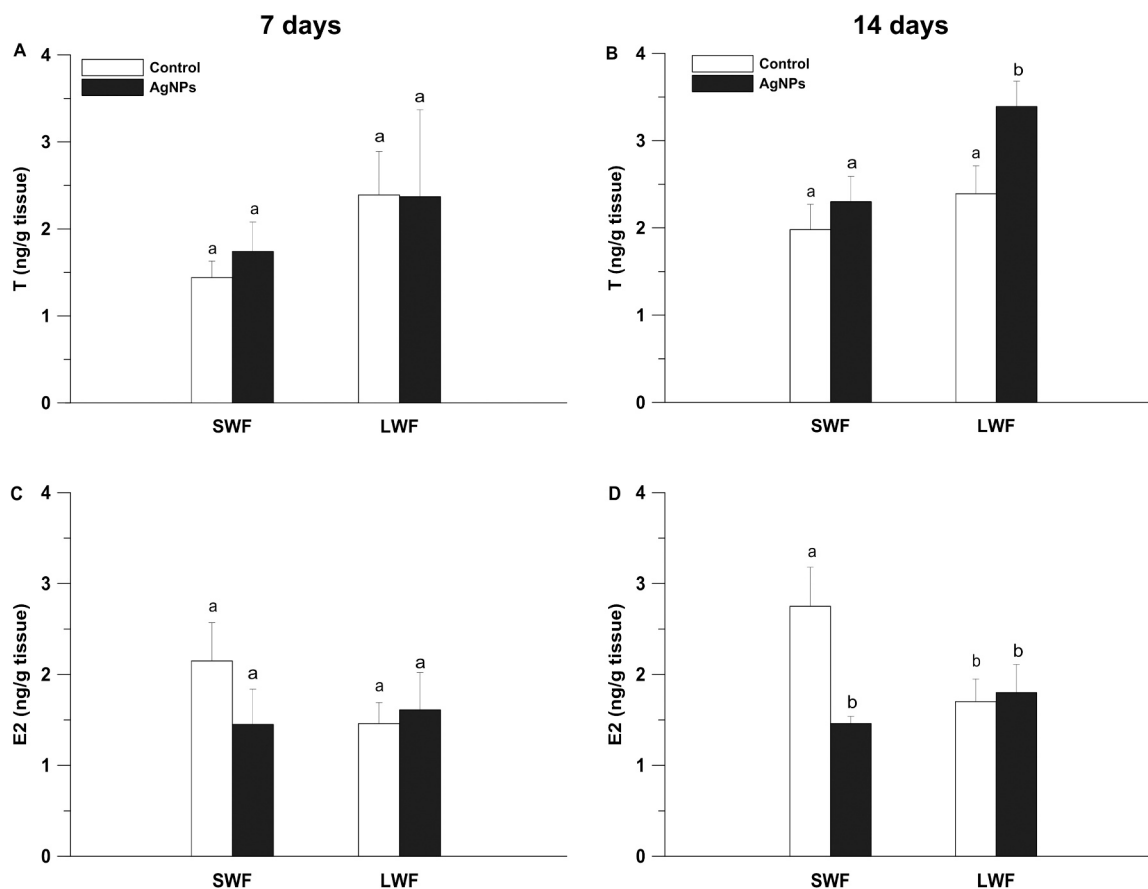 7 days
14 days
A
4
3
2
1
0
T (ng/g tissue)
Control
AgNPs
a
a
a
a
SWF
LWF
B
4
3
2
1
0
T (ng/g tissue)
Control
AgNPs
a
a
a
b
SWF
LWF
C
4
3
2
1
0
E2 (ng/g tissue)
a
a
a
a
SWF
LWF
D
4
3
2
1
0
E2 (ng/g tissue)
a
b
b
b
SWF
LWF